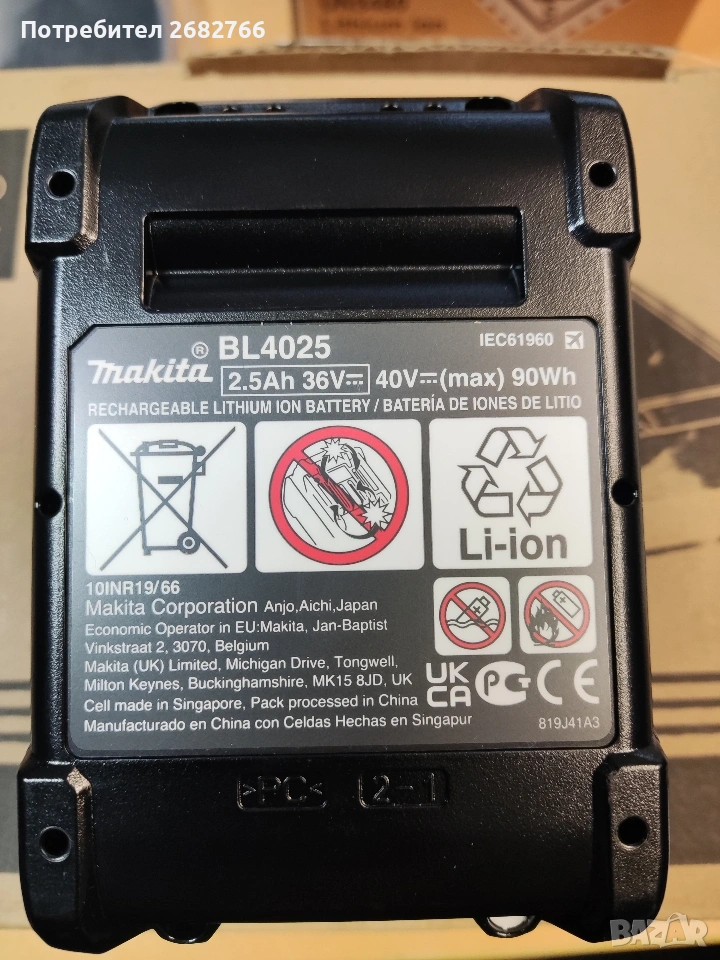 Потребител 2682766
makita ® BL4025
IEC61960
2.5Ah 36V⎓ 40V⎓(max) 90Wh
RECHARGEABLE LITHIUM ION BATTERY / BATERÍA DE IONES DE LITIO
Li-ion
10INR19/66
Makita Corporation Anjo,Aichi,Japan
Economic Operator in EU:Makita, Jan-Baptist
Vinkstraat 2, 3070, Belgium
Makita (UK) Limited, Michigan Drive, Tongwell,
Milton Keynes, Buckinghamshire, MK15 8JD, UK
Cell made in Singapore, Pack processed in China
Manufacturado en China con Celdas Hechas en Singapur
UK
CA
CE
819J41A3
>PC< 2-1
BAZAR